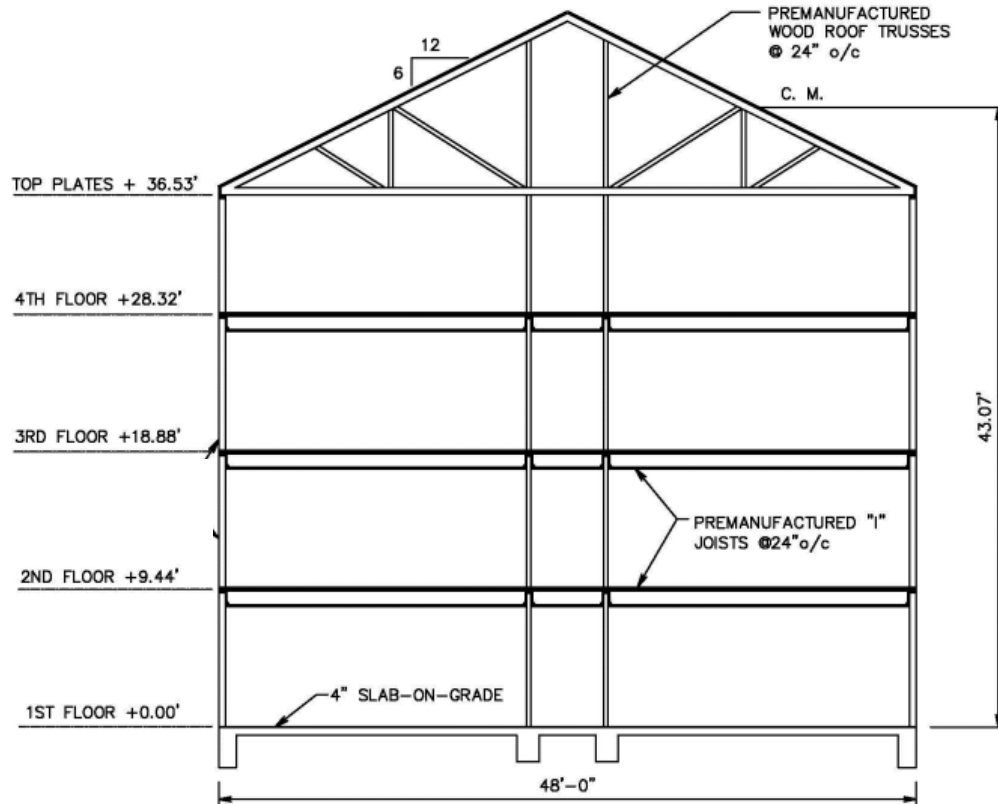 PREMANUFACTURED
WOOD ROOF TRUSSES
@ 24" o/c
12
6
C. M.
TOP PLATES + 36.53'
4TH FLOOR +28.32'
43.07'
3RD FLOOR +18.88'
PREMANUFACTURED "I"
JOISTS @24"o/c
2ND FLOOR +9.44'
4" SLAB-ON-GRADE
1ST FLOOR +0.00'
48'-0"